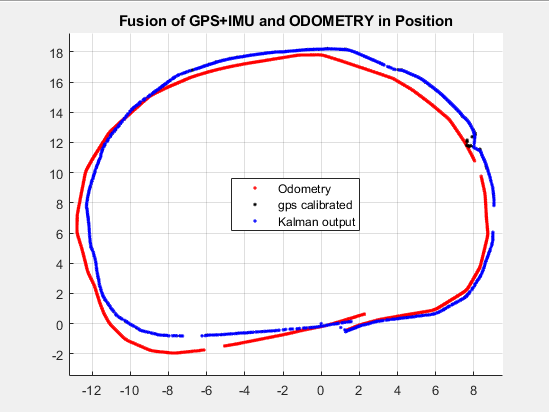 Fusion of GPS+IMU and ODOMETRY in Position
18
16
14
12
10
8
6
4
2
0
-2
Odometry
gps calibrated
Kalman output
-12 -10 -8 -6 -4 -2 0 2 4 6 8